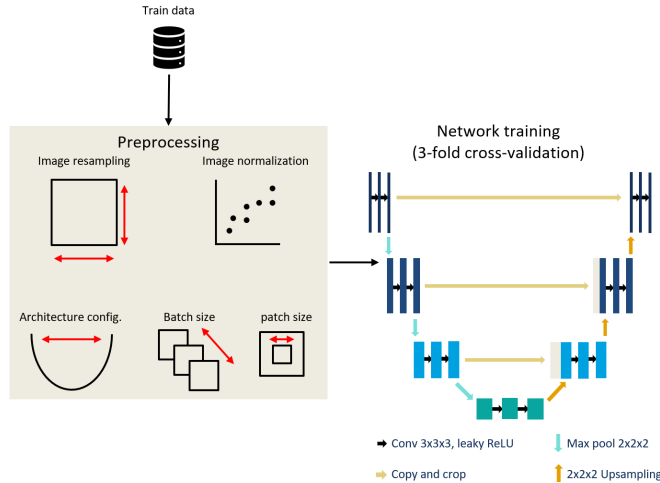 Train data
Preprocessing
Image resampling
Image normalization
Architecture config.
Batch size
patch size
Network training
(3-fold cross-validation)
Conv 3x3x3, leaky ReLU
Max pool 2x2x2
Copy and crop
2x2x2 Upsampling